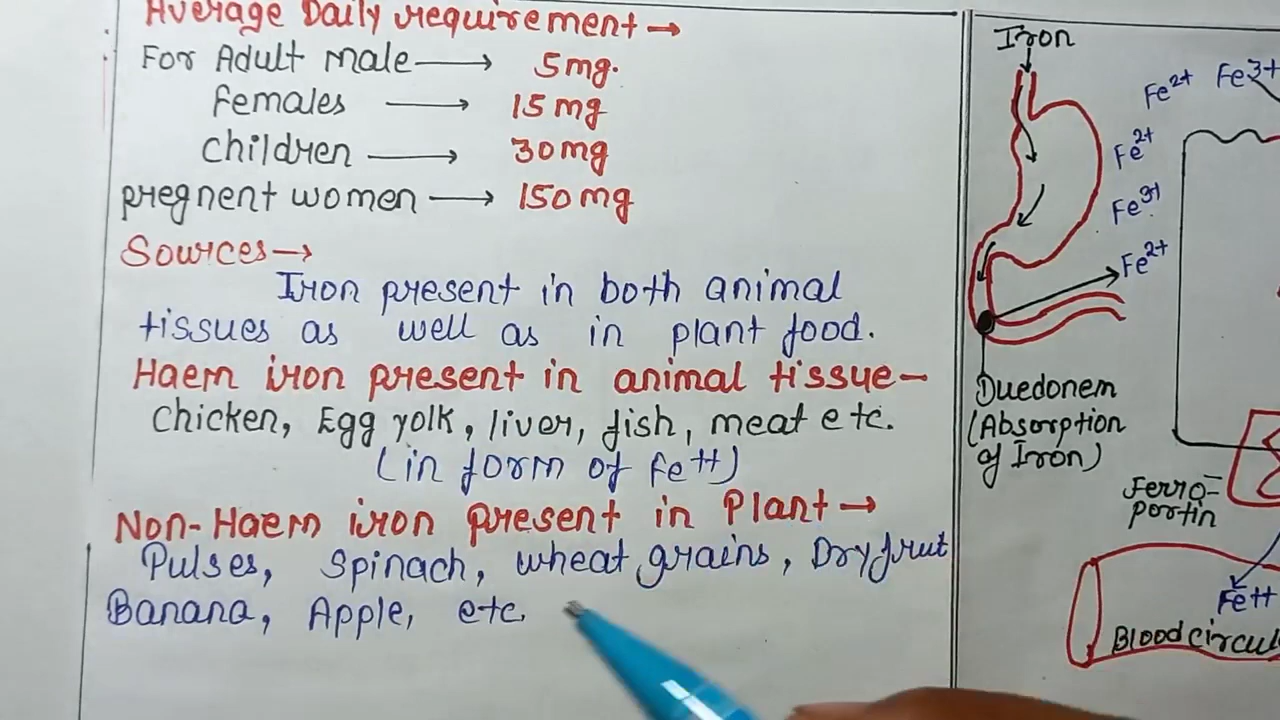 Average Daily requirement →
For Adult male → 5mg.
females → 15 mg
children → 30mg
pregnent women → 150mg
Sources →
Iron present in both animal
tissues as well as in plant food.
Haem iron present in animal tissue-
chicken, Egg yolk, liver, fish, meat etc.
(in form of Fe++)
Non-Haem iron present in Plant →
Pulses, Spinach, wheat grains, Dry frut
Banana, Apple, etc.
Iron
Fe2+ Fe3+
Fe2+
Fe3+
Fe2+
Duedonem
(Absorption
of Iron)
Ferro-
portin
Fe++
Blood circul